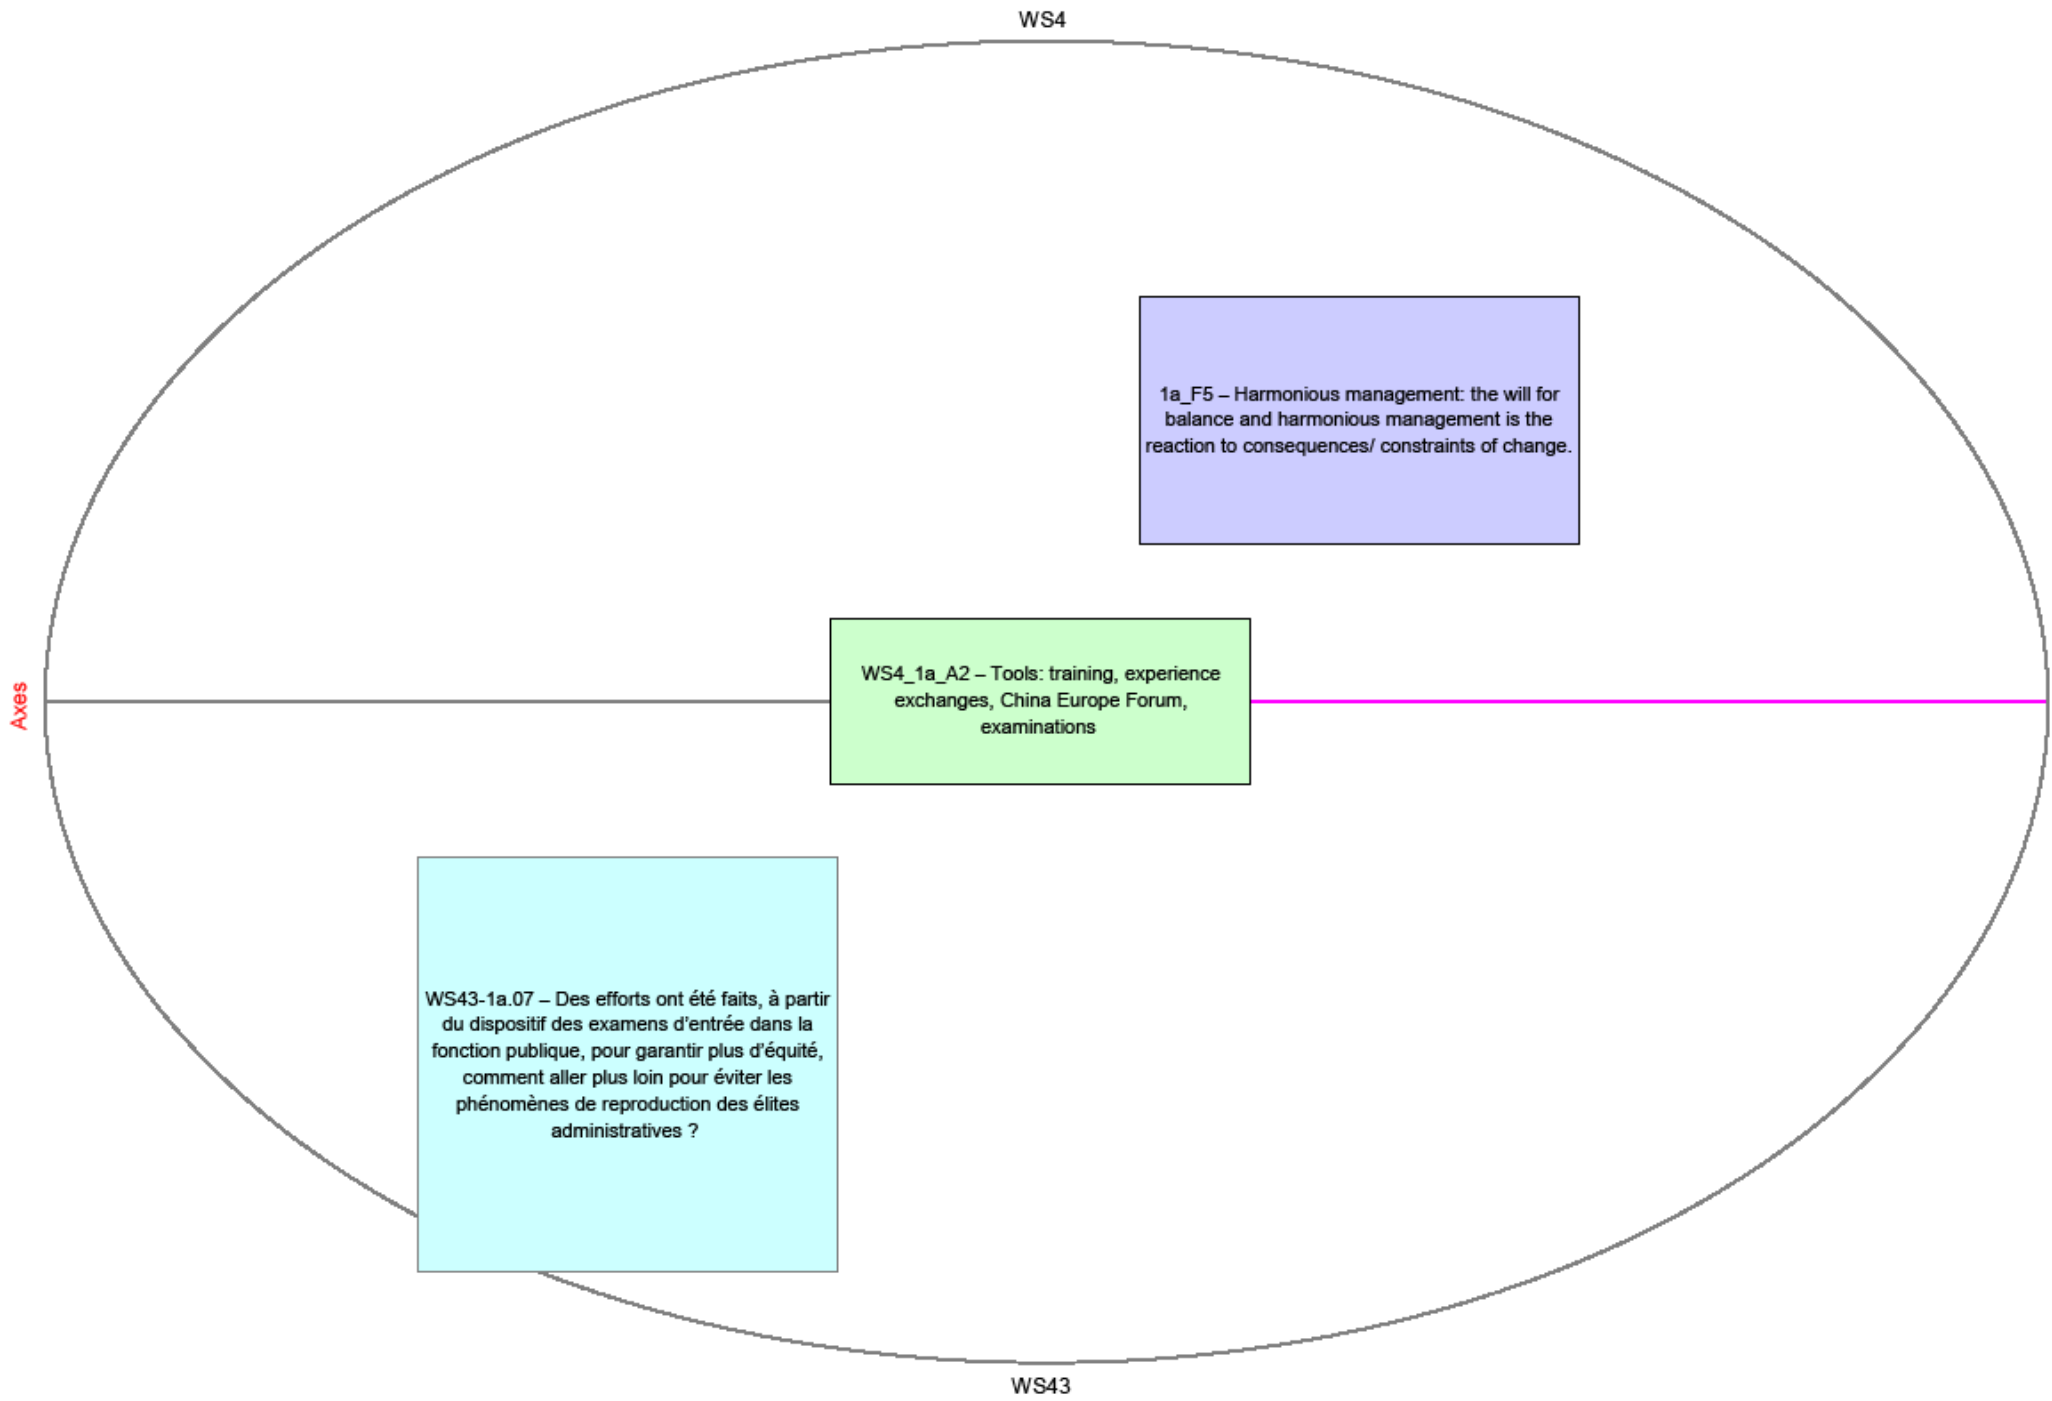 WS4
1a_F5 – Harmonious management: the will for
balance and harmonious management is the
reaction to consequences/ constraints of change.
Axes
WS4_1a_A2 – Tools: training, experience
exchanges, China Europe Forum,
examinations
WS43-1a.07 – Des efforts ont été faits, à partir
du dispositif des examens d'entrée dans la
fonction publique, pour garantir plus d'équité,
comment aller plus loin pour éviter les
phénomènes de reproduction des élites
administratives ?
WS43